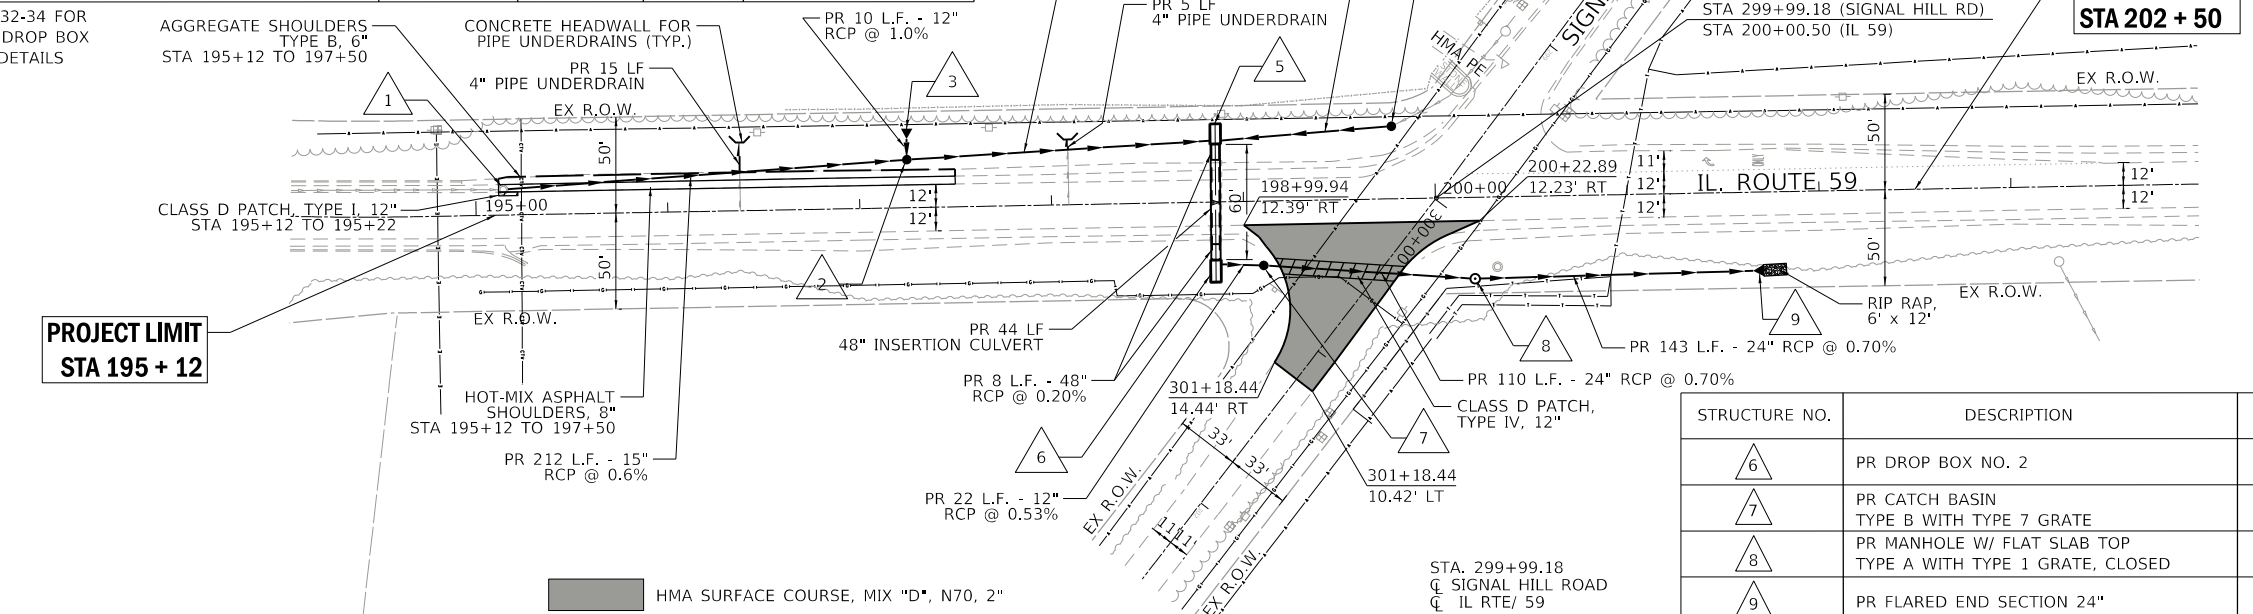 32-34 FOR
DROP BOX
DETAILS
AGGREGATE SHOULDERS
TYPE B, 6"
STA 195+12 TO 197+50
CONCRETE HEADWALL FOR
PIPE UNDERDRAINS (TYP.)
PR 15 LF
4" PIPE UNDERDRAIN
PR 10 L.F. - 12"
RCP @ 1.0%
PR 5 LF
4" PIPE UNDERDRAIN
HMA PE
STA 299+99.18 (SIGNAL HILL RD)
STA 200+00.50 (IL 59)
STA 202 + 50
1
3
5
EX R.O.W.
EX R.O.W.
50'
50'
50'
50'
12'
12'
60'
198+99.94
12.39' RT
200+00
200+22.89
12.23' RT
11'
12'
12'
IL. ROUTE 59
12'
12'
CLASS D PATCH, TYPE I, 12"
STA 195+12 TO 195+22
195+00
300+00
2
EX R.O.W.
EX R.O.W.
PROJECT LIMIT
STA 195 + 12
PR 44 LF
48" INSERTION CULVERT
8
9
RIP RAP,
6' x 12'
PR 143 L.F. - 24" RCP @ 0.70%
PR 8 L.F. - 48"
RCP @ 0.20%
301+18.44
14.44' RT
PR 110 L.F. - 24" RCP @ 0.70%
CLASS D PATCH,
TYPE IV, 12"
HOT-MIX ASPHALT
SHOULDERS, 8"
STA 195+12 TO 197+50
7
6
33'
33'
PR 212 L.F. - 15"
RCP @ 0.6%
301+18.44
10.42' LT
PR 22 L.F. - 12"
RCP @ 0.53%
EX R.O.W.
EX R.O.W.
11'
11'
STRUCTURE NO. DESCRIPTION
6 PR DROP BOX NO. 2
7 PR CATCH BASIN
TYPE B WITH TYPE 7 GRATE
8 PR MANHOLE W/ FLAT SLAB TOP
TYPE A WITH TYPE 1 GRATE, CLOSED
9 PR FLARED END SECTION 24"
HMA SURFACE COURSE, MIX "D", N70, 2"
STA. 299+99.18
℄ SIGNAL HILL ROAD
℄ IL RTE/ 59